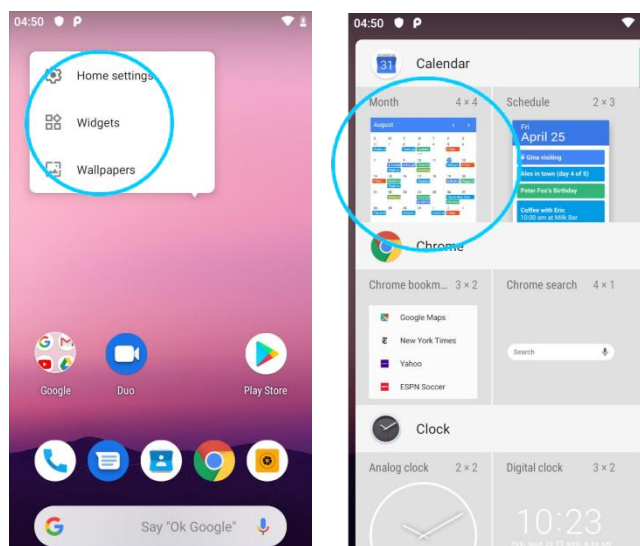 04:50
Home settings
Widgets
Wallpapers
Google
Duo
Play Store
Say "Ok Google"
04:50
31
Calendar
Month 4 × 4
Schedule 2 × 3
August
Fri
April 25
Gina visiting
Alex in town (day 4 of 5)
Peter Fox's Birthday
Coffee with Eric
10:00 am at Milk Bar
Chrome
Chrome bookm... 3 × 2
Chrome search 4 × 1
Google Maps
New York Times
Yahoo
ESPN Soccer
Search
Clock
Analog clock 2 × 2
Digital clock 3 × 2
10:23